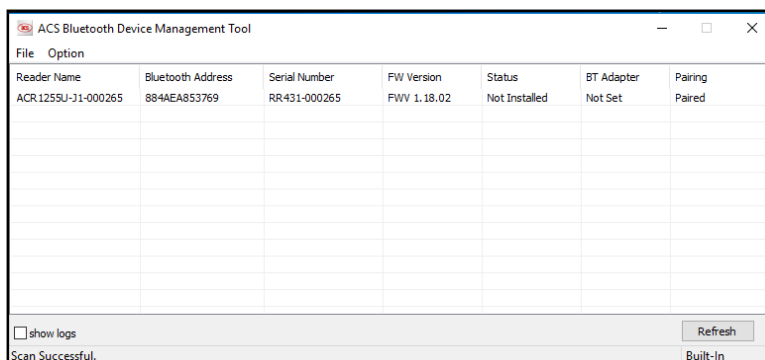 ACS Bluetooth Device Management Tool
File Option
Reader Name Bluetooth Address Serial Number FW Version Status BT Adapter Pairing
ACR1255U-J1-000265 884AEA853769 RR431-000265 FWV 1.18.02 Not Installed Not Set Paired
show logs Refresh
Scan Successful. Built-In